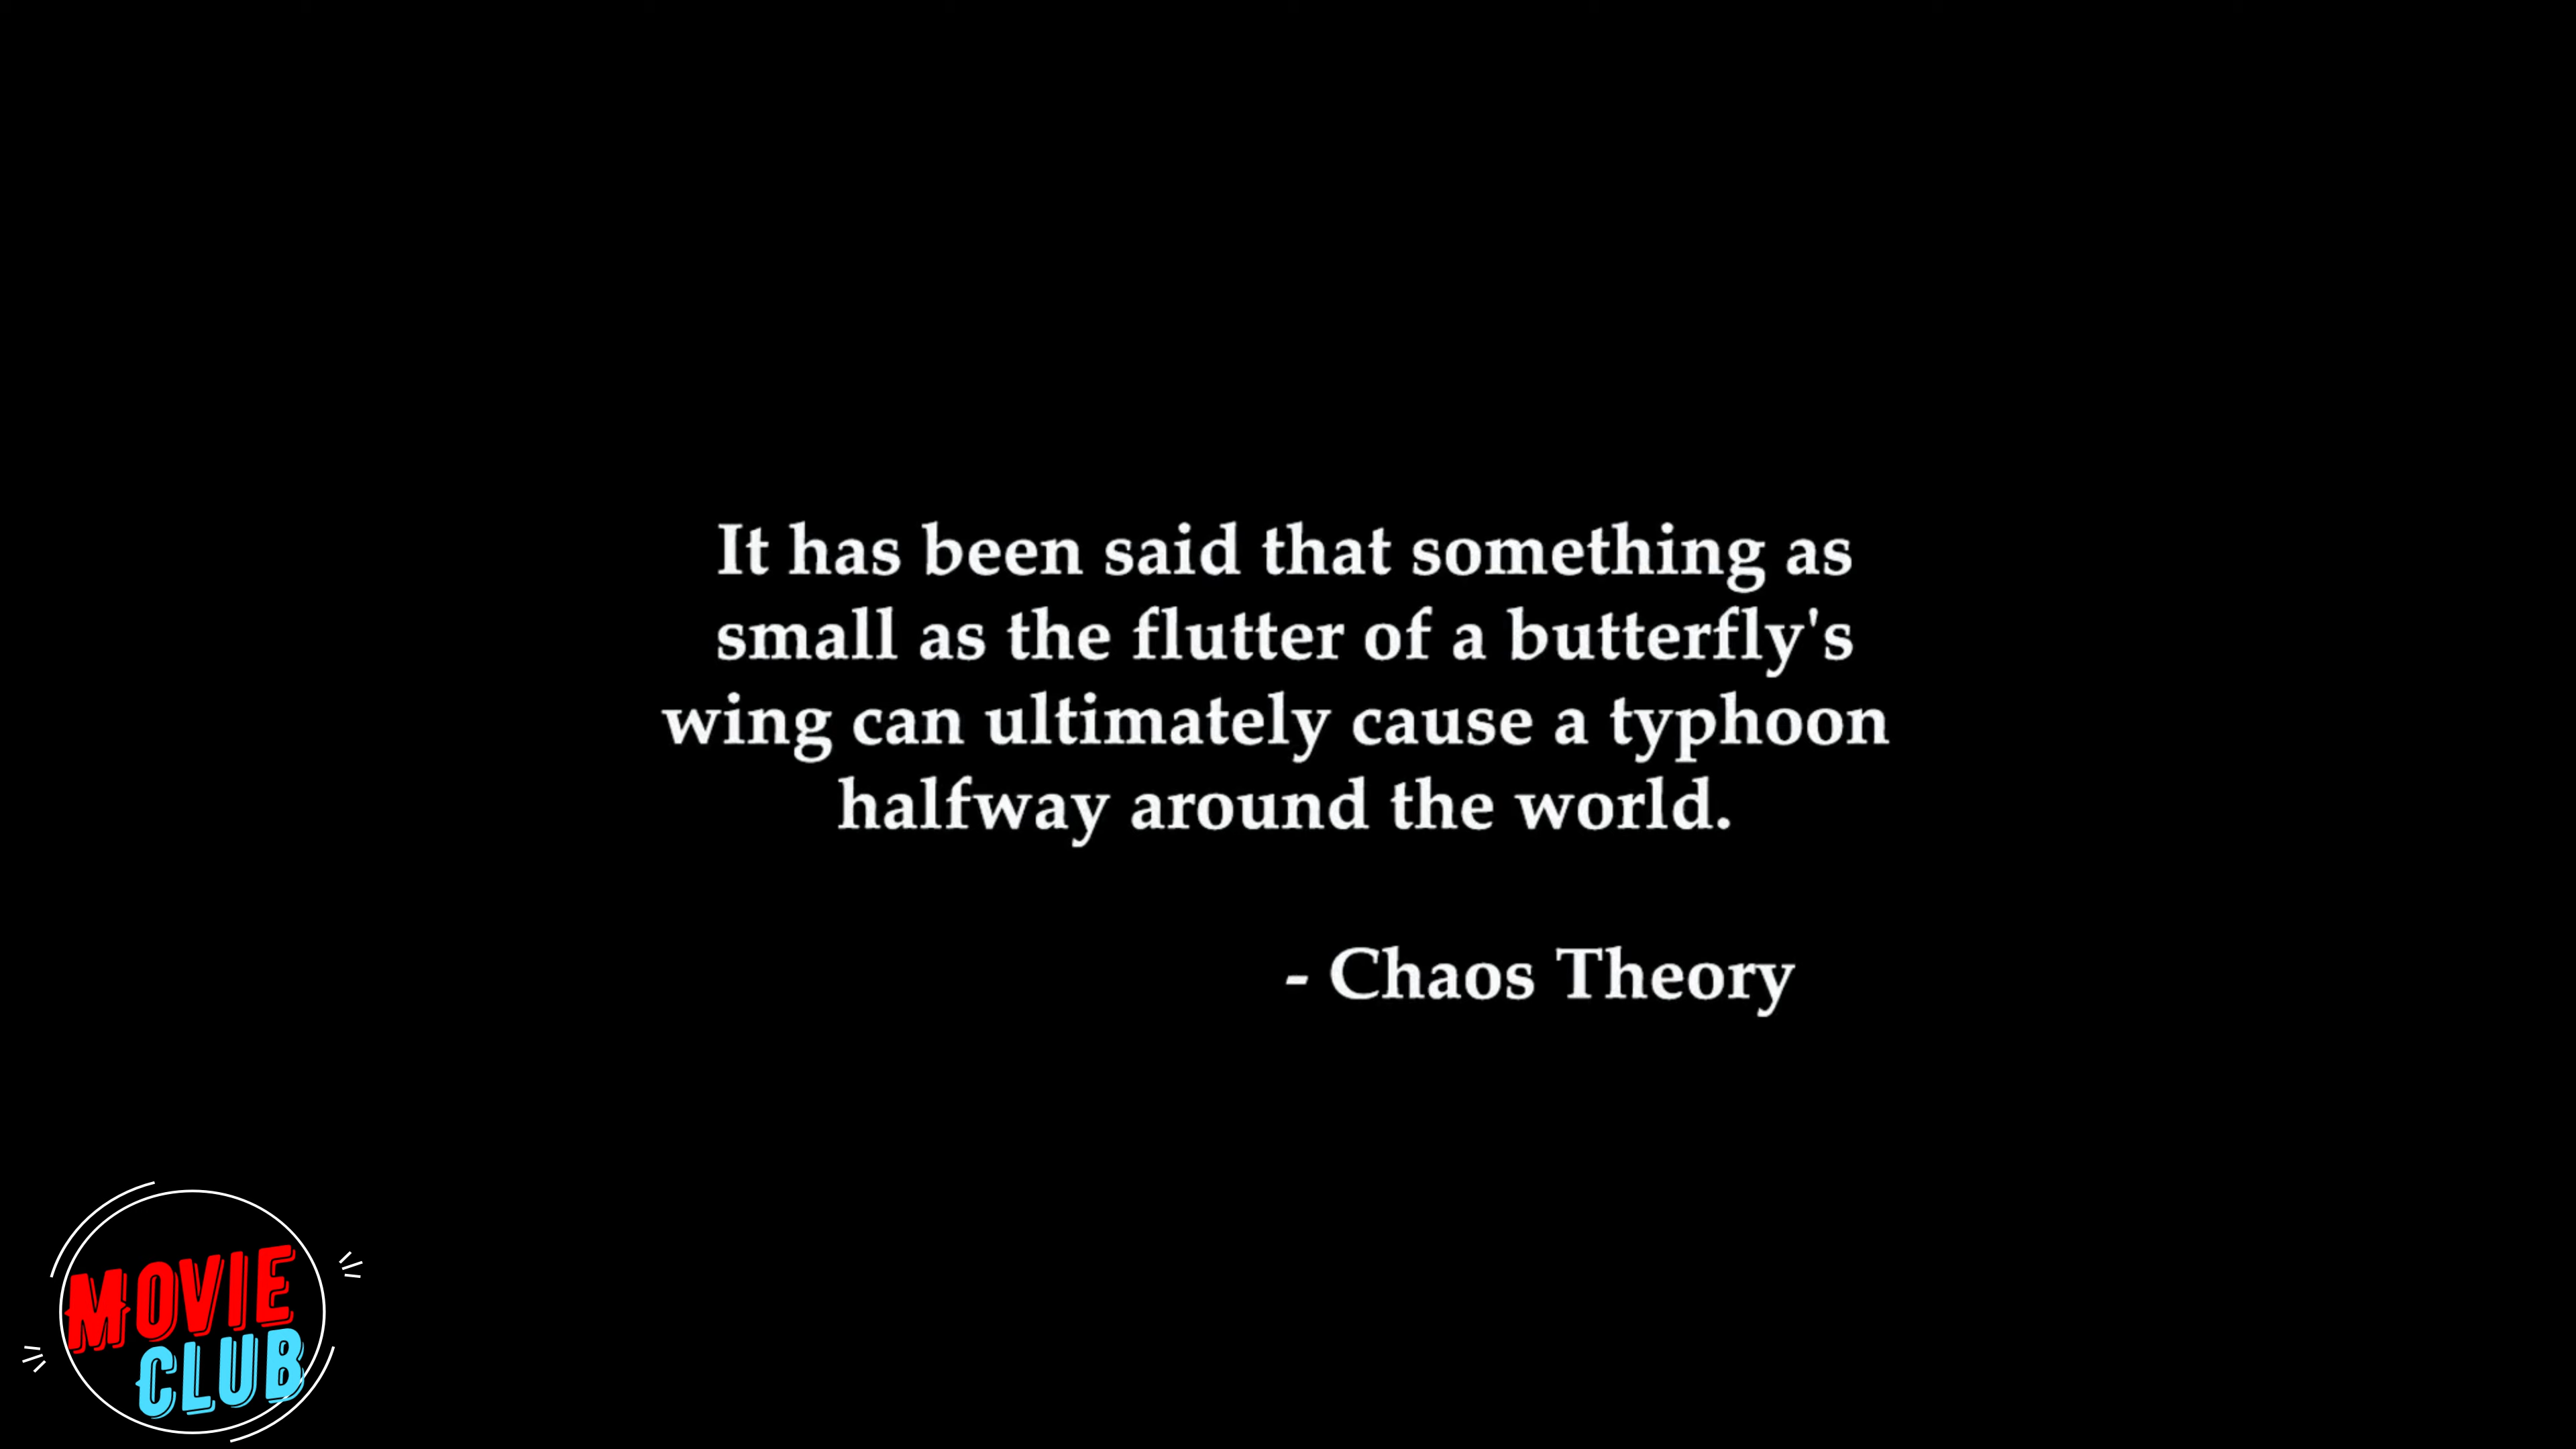 It has been said that something as
small as the flutter of a butterfly's
wing can ultimately cause a typhoon
halfway around the world.
- Chaos Theory
MOVIE
CLUB